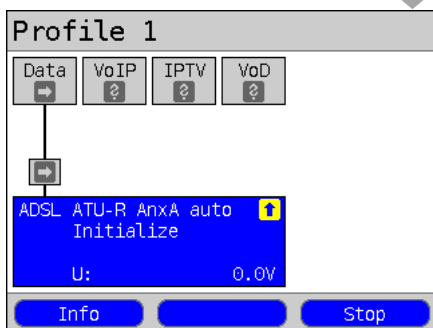 Profile 1
Data VoIP IPTV VoD
? ? ?
ADSL ATU-R AnxA auto
Initialize
U: 0.0V
Info Stop